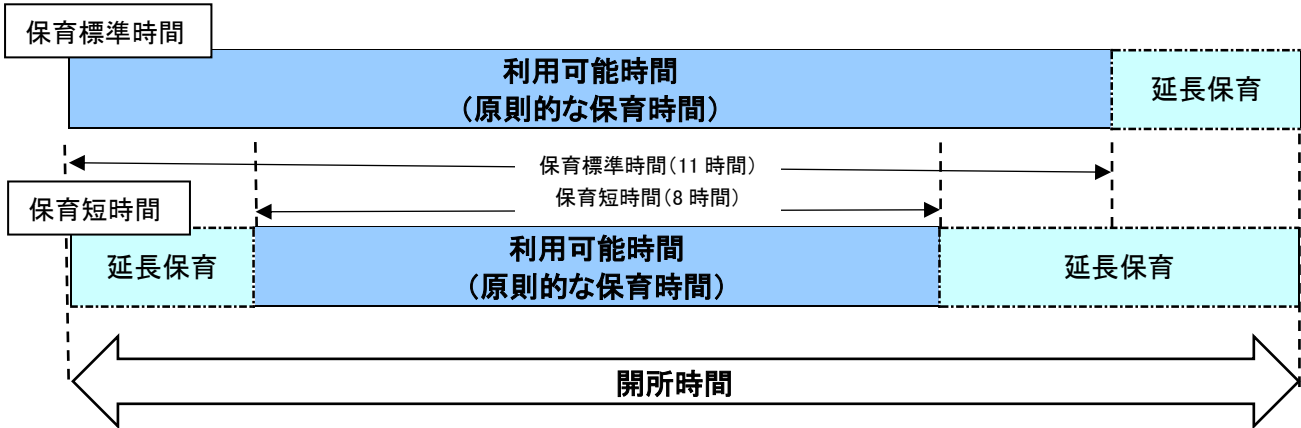 保育標準時間
利用可能時間
（原則的な保育時間）
延長保育
保育標準時間（11 時間）
保育短時間（8 時間）
保育短時間
延長保育
利用可能時間
（原則的な保育時間）
延長保育
開所時間